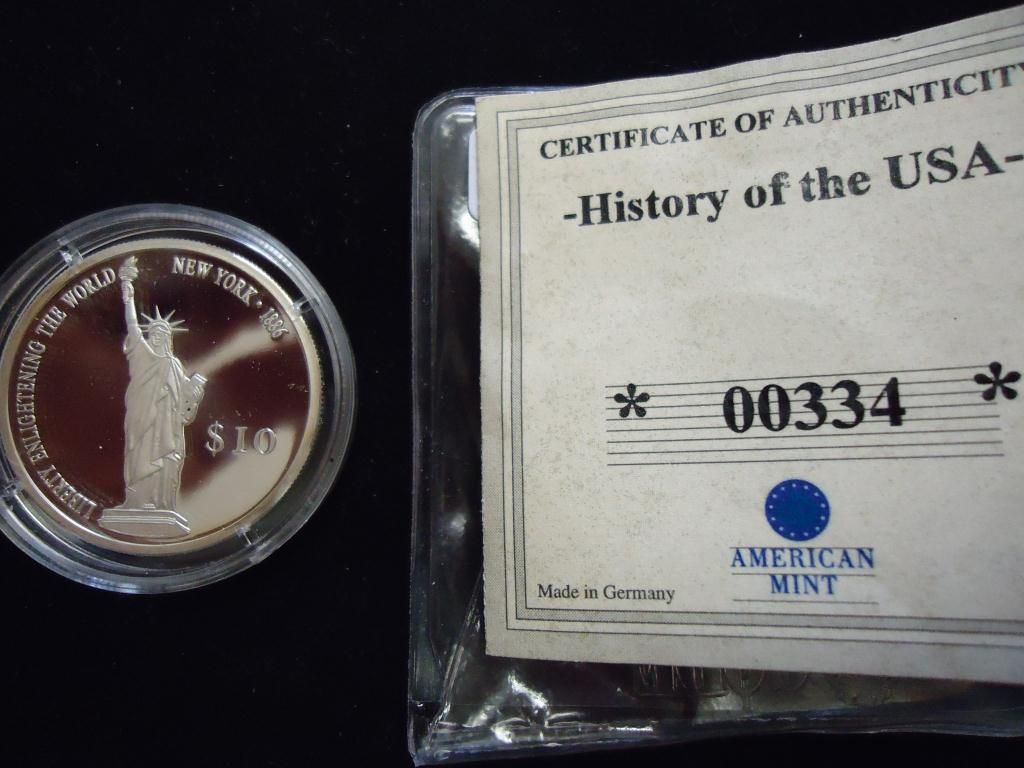 LIBERTY ENLIGHTENING THE WORLD
NEW YORK · 1886
$10
CERTIFICATE OF AUTHENTICITY
-History of the USA-
* 00334 *
AMERICAN
MINT
Made in Germany